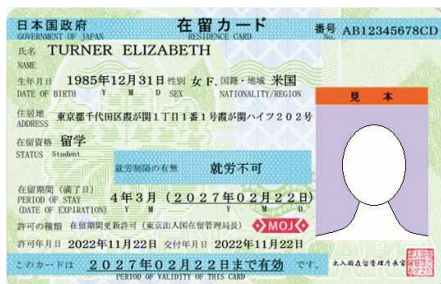 日本国政府 在留カード 番号 AB12345678CD
GOVERNMENT OF JAPAN RESIDENCE CARD No.
氏名 TURNER ELIZABETH
NAME
生年月日 1985年12月31日 性別 女 F. 国籍・地域 米国
DATE OF BIRTH Y M D SEX NATIONALITY/REGION
見本
住居地 東京都千代田区霞が関1丁目1番1号霞が関ハイツ202号
ADDRESS
在留資格 留学
STATUS Student
就労制限の有無 就労不可
在留期間(満了日) 4年3月(2027年02月22日)
PERIOD OF STAY
(DATE OF EXPIRATION) Y M Y M D
許可の種類 在留期間更新許可(東京出入国在留管理局長) MOJ
許可年月日 2022年11月22日 交付年月日 2022年11月22日
出入国在留管理庁長官
このカードは 2027年02月22日まで有効 です。
PERIOD OF VALIDITY OF THIS CARD